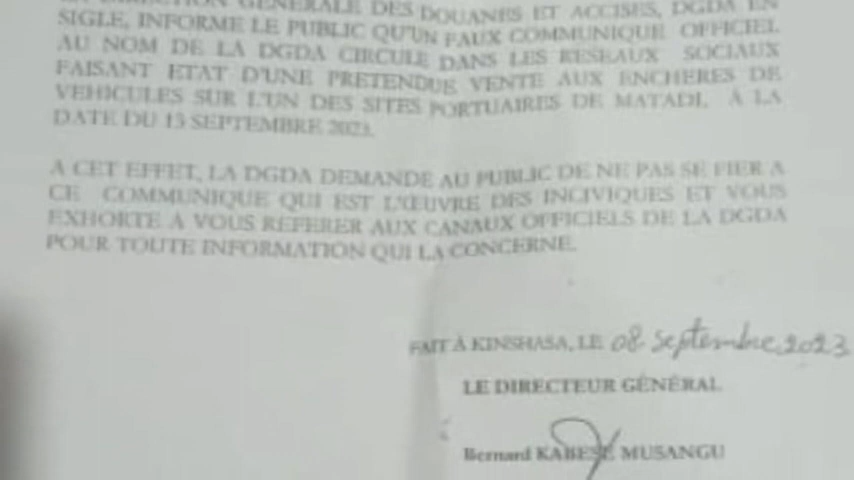 DIRECTION GÉNÉRALE DES DOUANES ET ACCISES, DGDA EN
SIGLE, INFORME LE PUBLIC QU'UN FAUX COMMUNIQUE OFFICIEL
AU NOM DE LA DGDA CIRCULE DANS LES RESEAUX SOCIAUX
FAISANT ETAT D'UNE PRETENDUE VENTE AUX ENCHERES DE
VEHICULES SUR L'UN DES SITES PORTUAIRES DE MATADI, À LA
DATE DU 13 SEPTEMBRE 2023.
A CET EFFET, LA DGDA DEMANDE AU PUBLIC DE NE PAS SE FIER A
CE COMMUNIQUE QUI EST L'ŒUVRE DES INCIVIQUES ET VOUS
EXHORTE A VOUS REFERER AUX CANAUX OFFICIELS DE LA DGDA
POUR TOUTE INFORMATION QUI LA CONCERNE.
FAIT À KINSHASA, LE 08 septembre 2023
LE DIRECTEUR GÉNÉRAL
Bernard KABESE MUSANGU